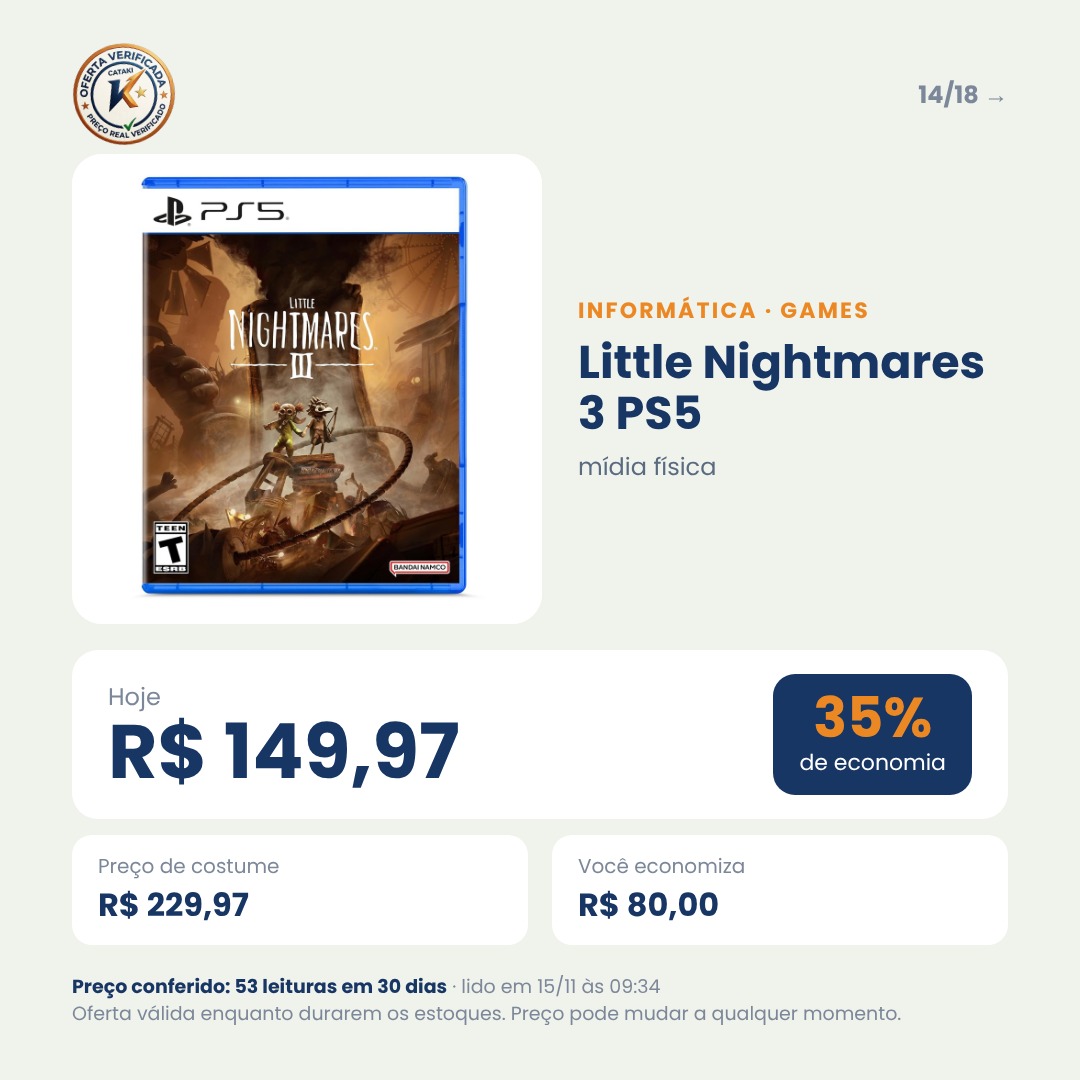 OFERTA VERIFICADA
CATAKI
K
PREÇO REAL VERIFICADO
14/18 →
PS5
LITTLE
NIGHTMARES
III
TEEN
T
ESRB
BANDAI NAMCO
INFORMÁTICA · GAMES
Little Nightmares
3 PS5
mídia física
Hoje
R$ 149,97
35%
de economia
Preço de costume
R$ 229,97
Você economiza
R$ 80,00
Preço conferido: 53 leituras em 30 dias · lido em 15/11 às 09:34
Oferta válida enquanto durarem os estoques. Preço pode mudar a qualquer momento.